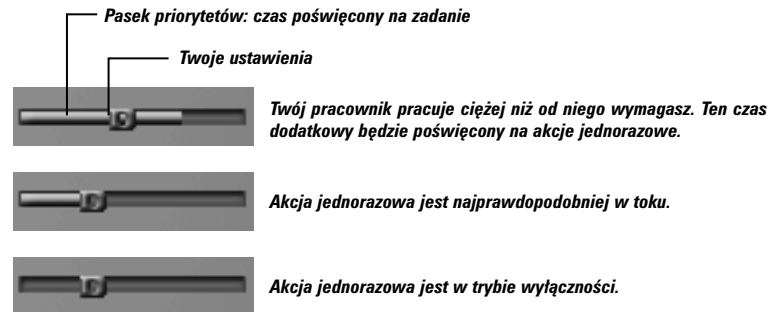 Pasek priorytetów: czas poświęcony na zadanie
Twoje ustawienia
Twój pracownik pracuje ciężej niż od niego wymagasz. Ten czas
dodatkowy będzie poświęcony na akcje jednorazowe.
Akcja jednorazowa jest najprawdopodobniej w toku.
Akcja jednorazowa jest w trybie wyłączności.